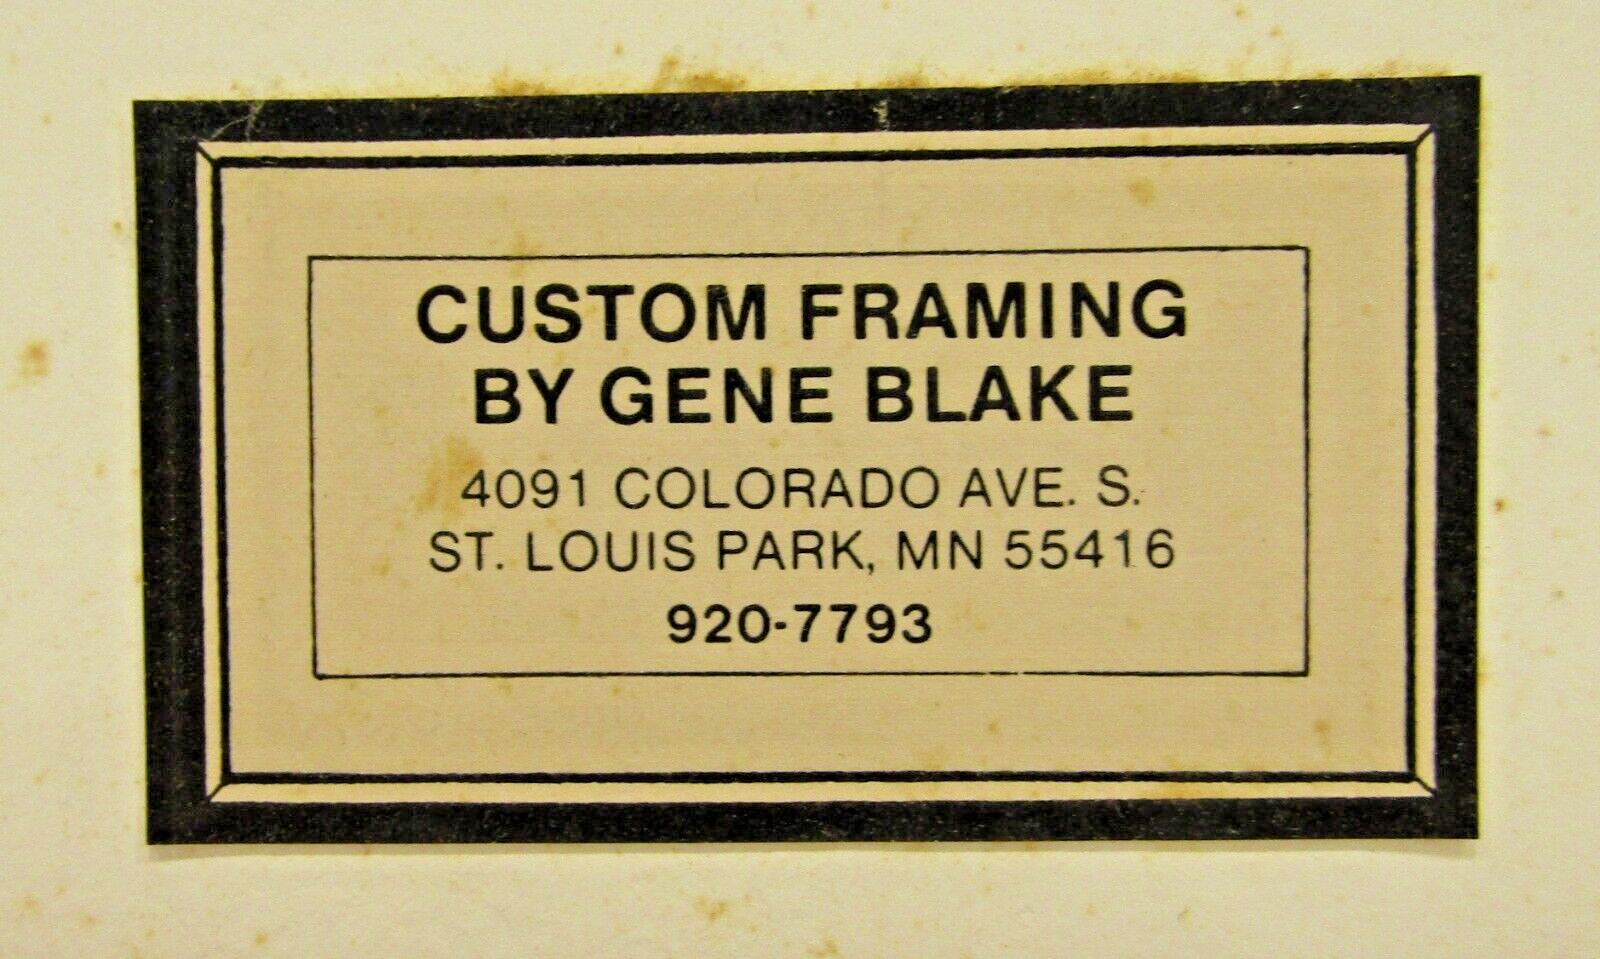 CUSTOM FRAMING
BY GENE BLAKE
4091 COLORADO AVE. S.
ST. LOUIS PARK, MN 55416
920-7793